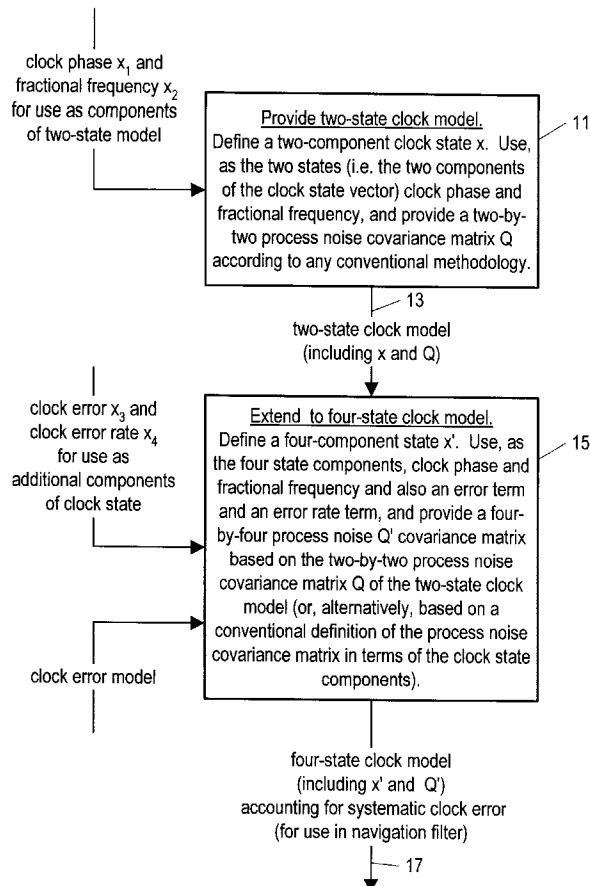 clock phase x1 and
fractional frequency x2
for use as components
of two-state model
Provide two-state clock model.
Define a two-component clock state x. Use,
as the two states (i.e. the two components
of the clock state vector) clock phase and
fractional frequency, and provide a two-by-
two process noise covariance matrix Q
according to any conventional methodology.
11
13
two-state clock model
(including x and Q)
clock error x3 and
clock error rate x4
for use as
additional components
of clock state
Extend to four-state clock model.
Define a four-component state x'. Use, as
the four state components, clock phase and
fractional frequency and also an error term
and an error rate term, and provide a four-
by-four process noise Q' covariance matrix
based on the two-by-two process noise
covariance matrix Q of the two-state clock
model (or, alternatively, based on a
conventional definition of the process noise
covariance matrix in terms of the clock state
components).
15
clock error model
four-state clock model
(including x' and Q')
accounting for systematic clock error
(for use in navigation filter)
17